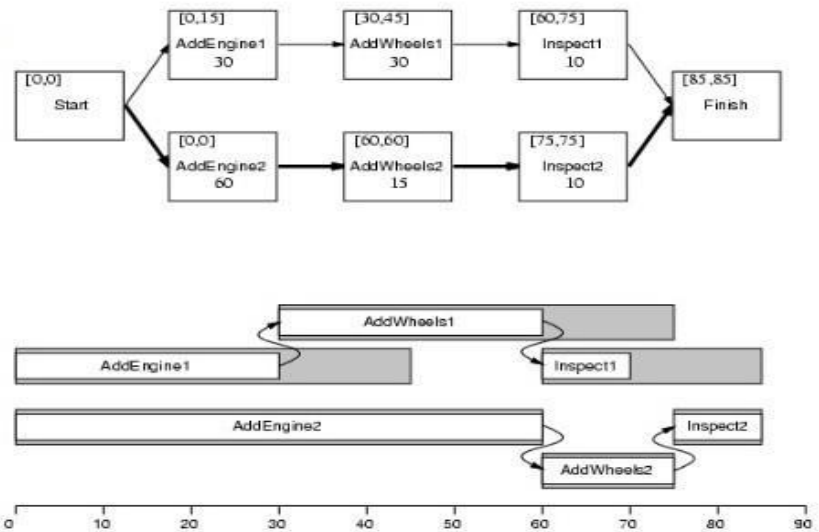 [0,15]
AddEngine1
30
[30,45]
AddWheels1
30
[60,75]
Inspect1
10
[0,0]
Start
[85,85]
Finish
[0,0]
AddEngine2
60
[60,60]
AddWheels2
15
[75,75]
Inspect2
10
AddWheels1
AddEngine1
Inspect1
AddEngine2
Inspect2
AddWheels2
0 10 20 30 40 50 60 70 80 90